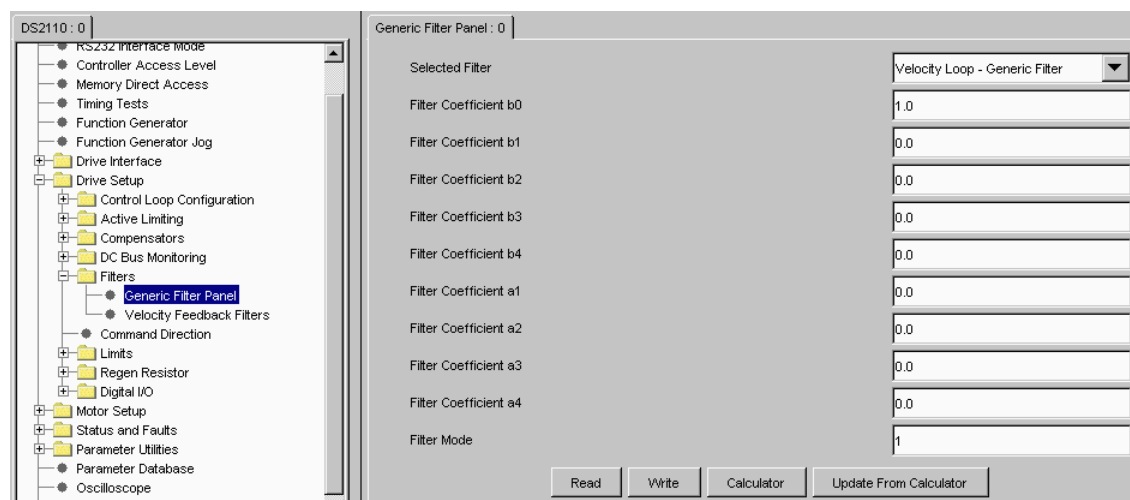 DS2110 : 0
RS232 Interface Mode
Controller Access Level
Memory Direct Access
Timing Tests
Function Generator
Function Generator Jog
Drive Interface
Drive Setup
Control Loop Configuration
Active Limiting
Compensators
DC Bus Monitoring
Filters
Generic Filter Panel
Velocity Feedback Filters
Command Direction
Limits
Regen Resistor
Digital I/O
Motor Setup
Status and Faults
Parameter Utilities
Parameter Database
Oscilloscope
Generic Filter Panel : 0
Selected Filter Velocity Loop - Generic Filter
Filter Coefficient b0 1.0
Filter Coefficient b1 0.0
Filter Coefficient b2 0.0
Filter Coefficient b3 0.0
Filter Coefficient b4 0.0
Filter Coefficient a1 0.0
Filter Coefficient a2 0.0
Filter Coefficient a3 0.0
Filter Coefficient a4 0.0
Filter Mode 1
Read Write Calculator Update From Calculator